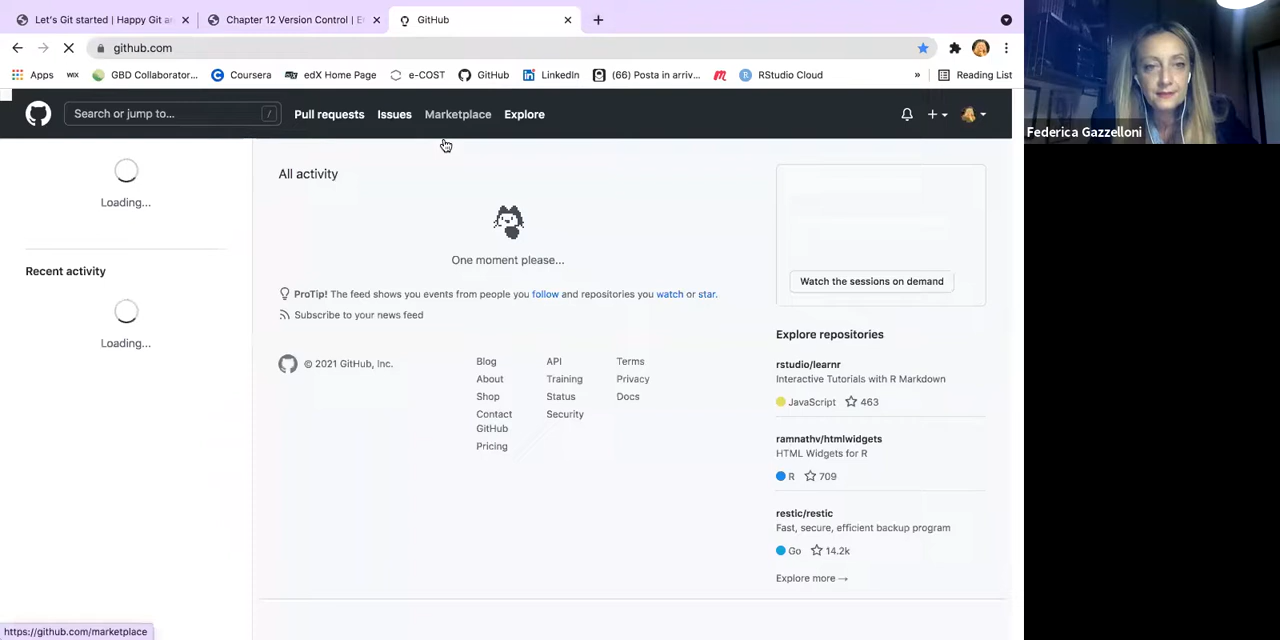 Let's Git started | Happy Git a
Chapter 12 Version Control | E
GitHub
github.com
Apps
WIX
GBD Collaborator...
Coursera
edX Home Page
e-COST
GitHub
LinkedIn
(66) Posta in arriv...
RStudio Cloud
»
Reading List
Search or jump to...
/
Pull requests
Issues
Marketplace
Explore
Federica Gazzelloni
Loading...
Recent activity
Loading...
All activity
One moment please...
ProTip! The feed shows you events from people you follow and repositories you watch or star.
Subscribe to your news feed
© 2021 GitHub, Inc.
Blog
About
Shop
Contact
GitHub
Pricing
API
Training
Status
Security
Terms
Privacy
Docs
Watch the sessions on demand
Explore repositories
rstudio/learnr
Interactive Tutorials with R Markdown
JavaScript 463
ramnathv/htmlwidgets
HTML Widgets for R
R 709
restic/restic
Fast, secure, efficient backup program
Go 14.2k
Explore more →
https://github.com/marketplace